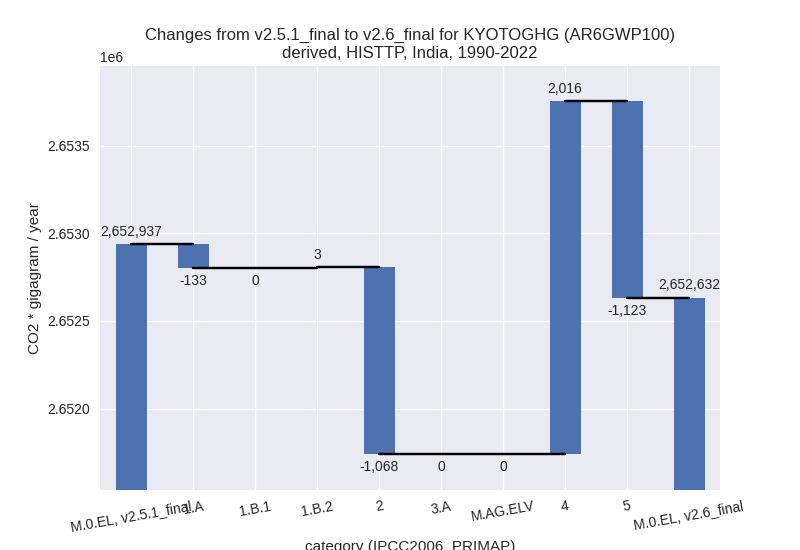 Changes from v2.5.1_final to v2.6_final for KYOTOGHG (AR6GWP100)
derived, HISTTP, India, 1990-2022
1e6
2,016
2.6535
2,652,937
2.6530
3
-133
0
2,652,632
2.6525
-1,123
2.6520
-1,068
0
0
CO2 * gigagram / year
M.0.EL, v2.5.1_final
1.A
1.B.1
1.B.2
2
3.A
M.AG.ELV
4
5
M.0.EL, v2.6_final
category (IPCC2006_PRIMAP)